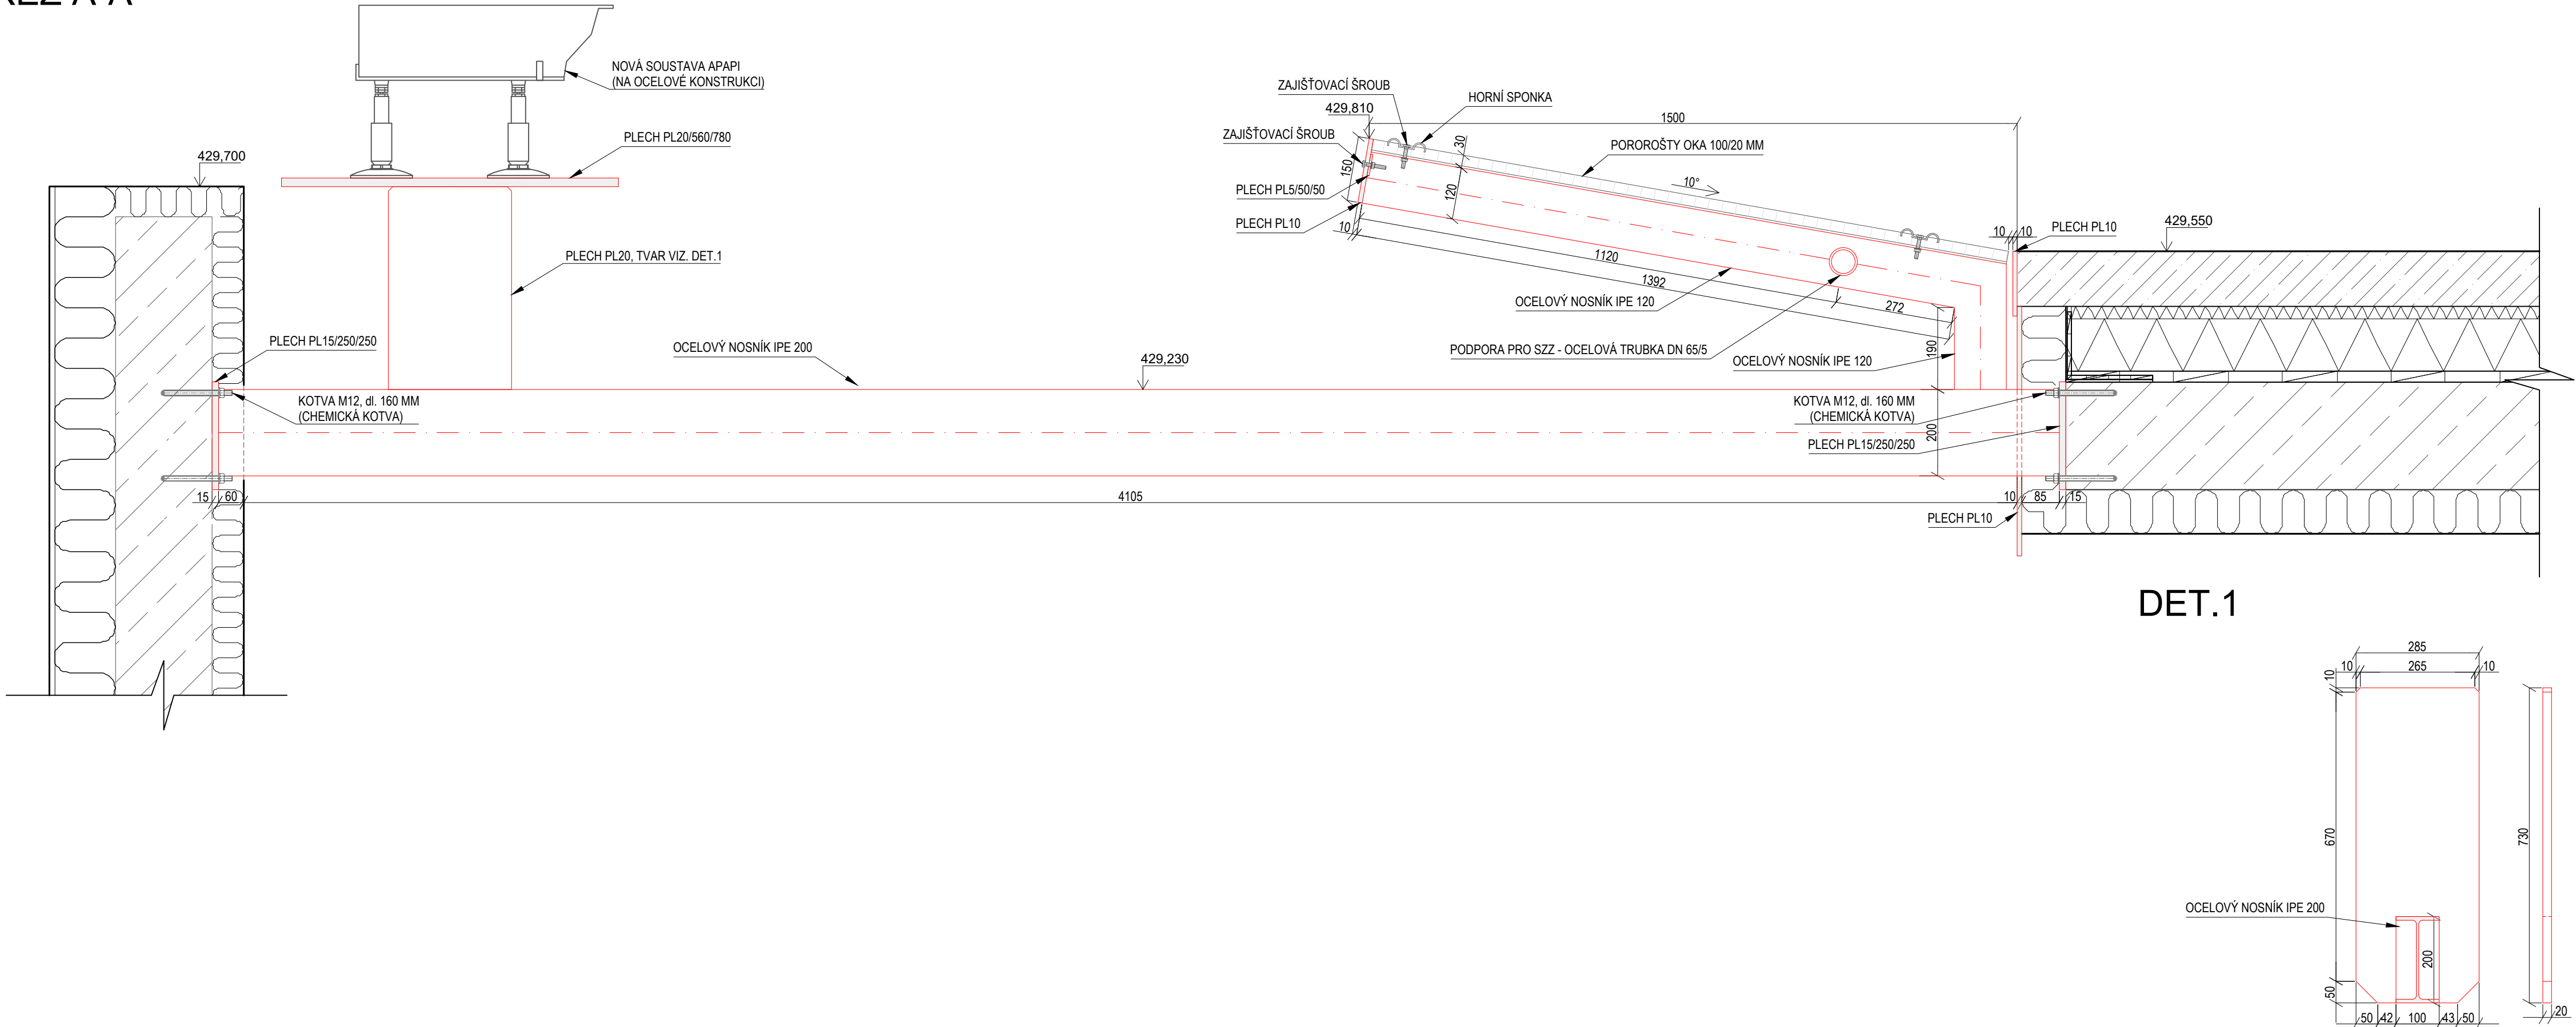 NOVÁ SOUSTAVA APAPI
(NA OCELOVÉ KONSTRUKCI)
PLECH PL20/560/780
429,700
PLECH PL20, TVAR VIZ. DET.1
PLECH PL15/250/250
OCELOVÝ NOSNÍK IPE 200
KOTVA M12, dl. 160 MM
(CHEMICKÁ KOTVA)
429,230
15
60
4105
ZAJIŠŤOVACÍ ŠROUB
HORNÍ SPONKA
429,810
1500
ZAJIŠŤOVACÍ ŠROUB
30
POROROŠTY OKA 100/20 MM
150
120
10°
PLECH PL5/50/50
PLECH PL10
10
1120
1392
272
OCELOVÝ NOSNÍK IPE 120
PODPORA PRO SZZ - OCELOVÁ TRUBKA DN 65/5
OCELOVÝ NOSNÍK IPE 120
190
10
10
PLECH PL10
429,550
KOTVA M12, dl. 160 MM
(CHEMICKÁ KOTVA)
200
PLECH PL15/250/250
10
85
15
PLECH PL10
DET.1
285
10
265
10
10
670
730
OCELOVÝ NOSNÍK IPE 200
200
50
50
42
100
43
50
20